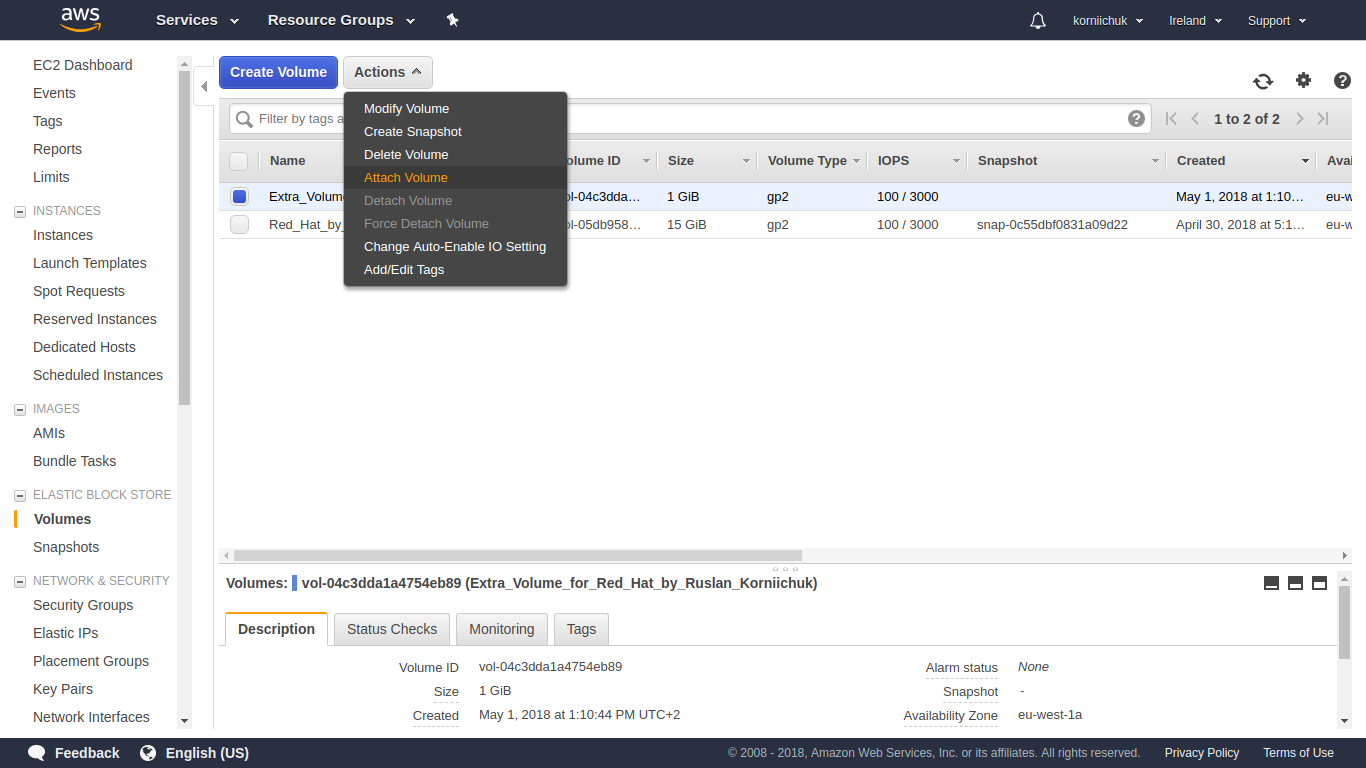 aws Services Resource Groups korniichuk Ireland Support
EC2 Dashboard
Events
Tags
Reports
Limits
INSTANCES
Instances
Launch Templates
Spot Requests
Reserved Instances
Dedicated Hosts
Scheduled Instances
IMAGES
AMIs
Bundle Tasks
ELASTIC BLOCK STORE
Volumes
Snapshots
NETWORK & SECURITY
Security Groups
Elastic IPs
Placement Groups
Key Pairs
Network Interfaces
Create Volume Actions
Modify Volume
Create Snapshot
Delete Volume
Attach Volume
Detach Volume
Force Detach Volume
Change Auto-Enable IO Setting
Add/Edit Tags
Filter by tags a 1 to 2 of 2
Name olume ID Size Volume Type IOPS Snapshot Created Avai
Extra_Volume ol-04c3dda… 1 GiB gp2 100 / 3000 May 1, 2018 at 1:10… eu-w
Red_Hat_by_ ol-05db958… 15 GiB gp2 100 / 3000 snap-0c55dbf0831a09d22 April 30, 2018 at 5:1… eu-w
Volumes: vol-04c3dda1a4754eb89 (Extra_Volume_for_Red_Hat_by_Ruslan_Korniichuk)
Description Status Checks Monitoring Tags
Volume ID vol-04c3dda1a4754eb89 Alarm status None
Size 1 GiB Snapshot -
Created May 1, 2018 at 1:10:44 PM UTC+2 Availability Zone eu-west-1a
Feedback English (US) © 2008 - 2018, Amazon Web Services, Inc. or its affiliates. All rights reserved. Privacy Policy Terms of Use